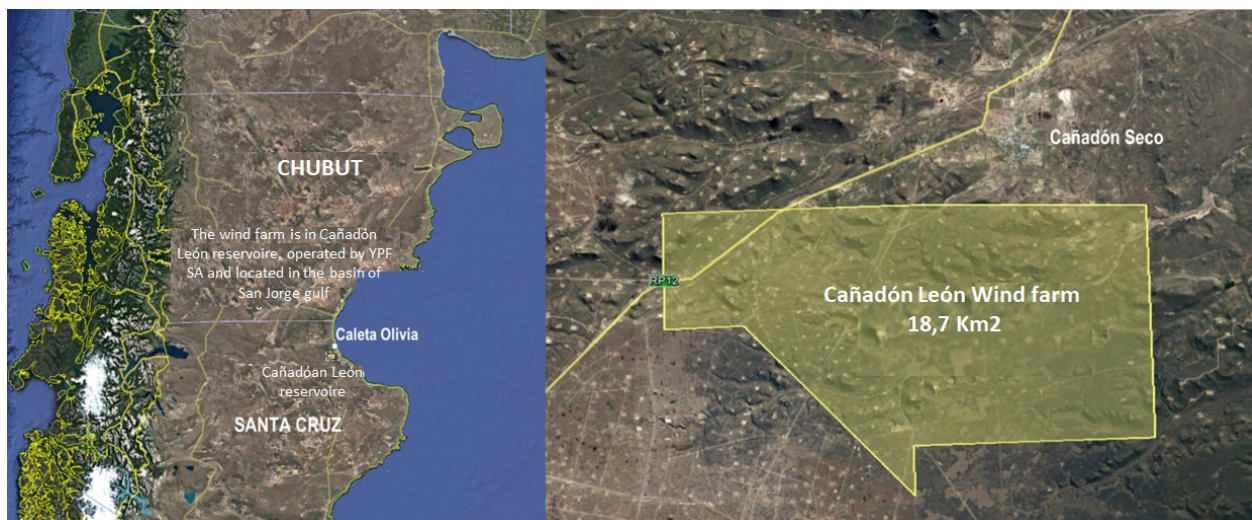 CHUBUT
The wind farm is in Cañadón
León reservoire, operated by YPF
SA and located in the basin of
San Jorge gulf
Caleta Olivia
Cañadóan León
reservoire
SANTA CRUZ
Cañadón Seco
RP12
Cañadón León Wind farm
18,7 Km2